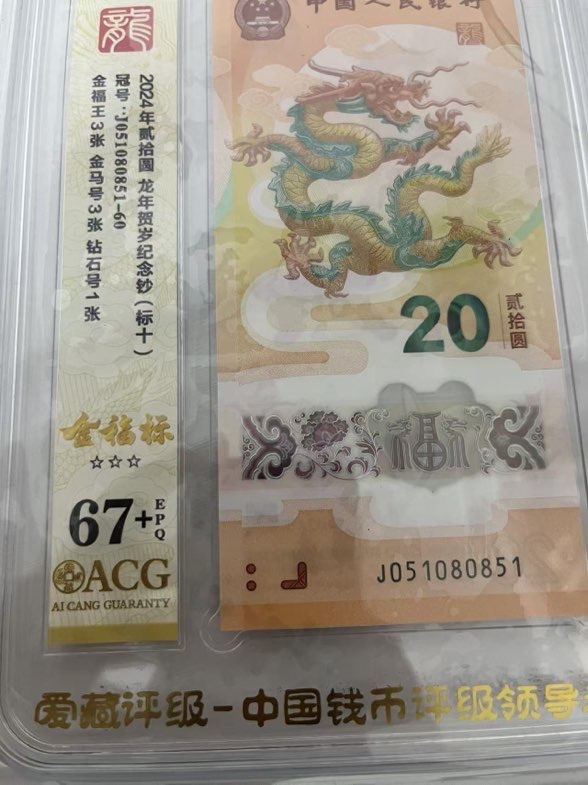 龍
2024年贰拾圆 龙年贺岁纪念钞(标十)
冠号:J051080851-60
金福王3张 金马号3张 钻石号1张
金福标
☆☆☆
67+
EPQ
ACG
AI CANG GUARANTY
中国人民银行
20
贰拾圆
福
J051080851
爱藏评级-中国钱币评级领导